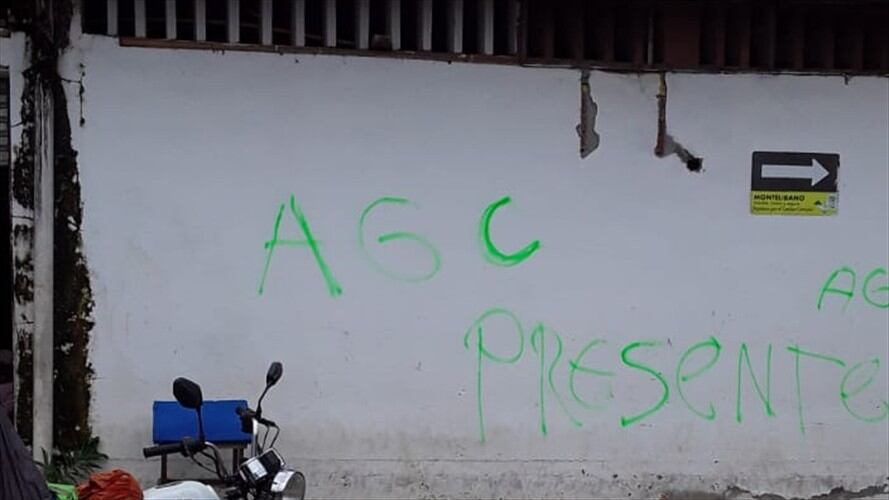 AGC
MONTELIBANO
AG
PRESENTE